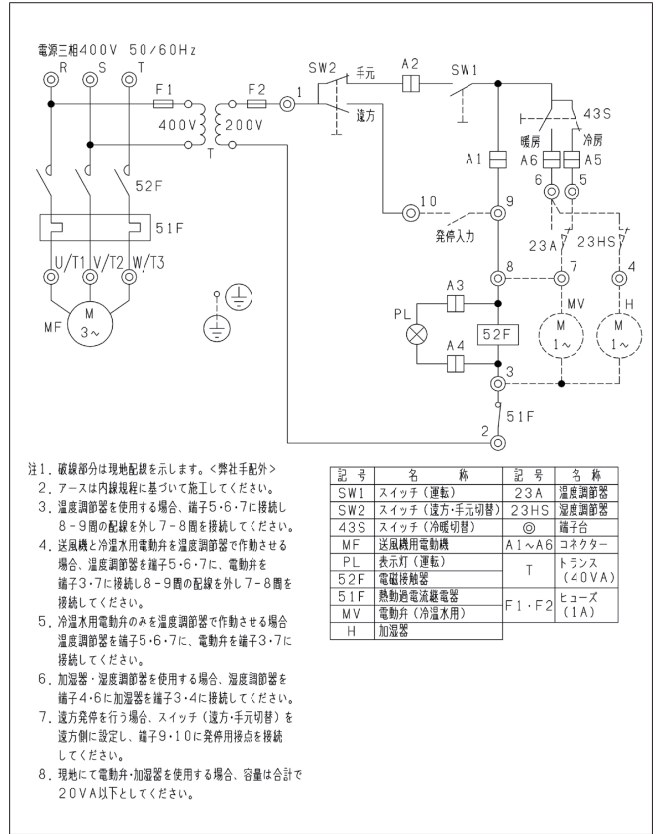 電源三相400V 50/60Hz
R S T
F1
F2
1
SW2
手元
遠方
A2
SW1
400V
200V
T
43S
暖房
冷房
A1
A6
A5
6
5
52F
10
9
発停入力
23A
23HS
51F
U/T1
V/T2
W/T3
8
7
4
A3
MV
H
PL
52F
M
3～
MF
M
1～
M
1～
A4
3
51F
2
注1．破線部分は現地配線を示します。<弊社手配外>
2．アースは内線規程に基づいて施工してください。
3．温度調節器を使用する場合、端子5・6・7に接続し
8－9間の配線を外し7－8間を接続してください。
4．送風機と冷温水用電動弁を温度調節器で作動させる
場合、温度調節器を端子5・6・7に、電動弁を
端子3・7に接続し8－9間の配線を外し7－8間を
接続してください。
5．冷温水用電動弁のみを温度調節器で作動させる場合
温度調節器を端子5・6・7に、電動弁を端子3・7に
接続してください。
6．加湿器・湿度調節器を使用する場合、湿度調節器を
端子4・6に加湿器を端子3・4に接続してください。
7．遠方発停を行う場合、スイッチ（遠方・手元切替）を
遠方側に設定し、端子9・10に発停用接点を接続
してください。
8．現地にて電動弁・加湿器を使用する場合、容量は合計で
20VA以下としてください。
記号 名称 記号 名称
SW1 スイッチ（運転） 23A 温度調節器
SW2 スイッチ（遠方・手元切替） 23HS 湿度調節器
43S スイッチ（冷暖切替） ◎ 端子台
MF 送風機用電動機 A1～A6 コネクター
PL 表示灯（運転） T トランス（40VA）
52F 電磁接触器
51F 熱動過電流継電器 F1・F2 ヒューズ（1A）
MV 電動弁（冷温水用）
H 加湿器